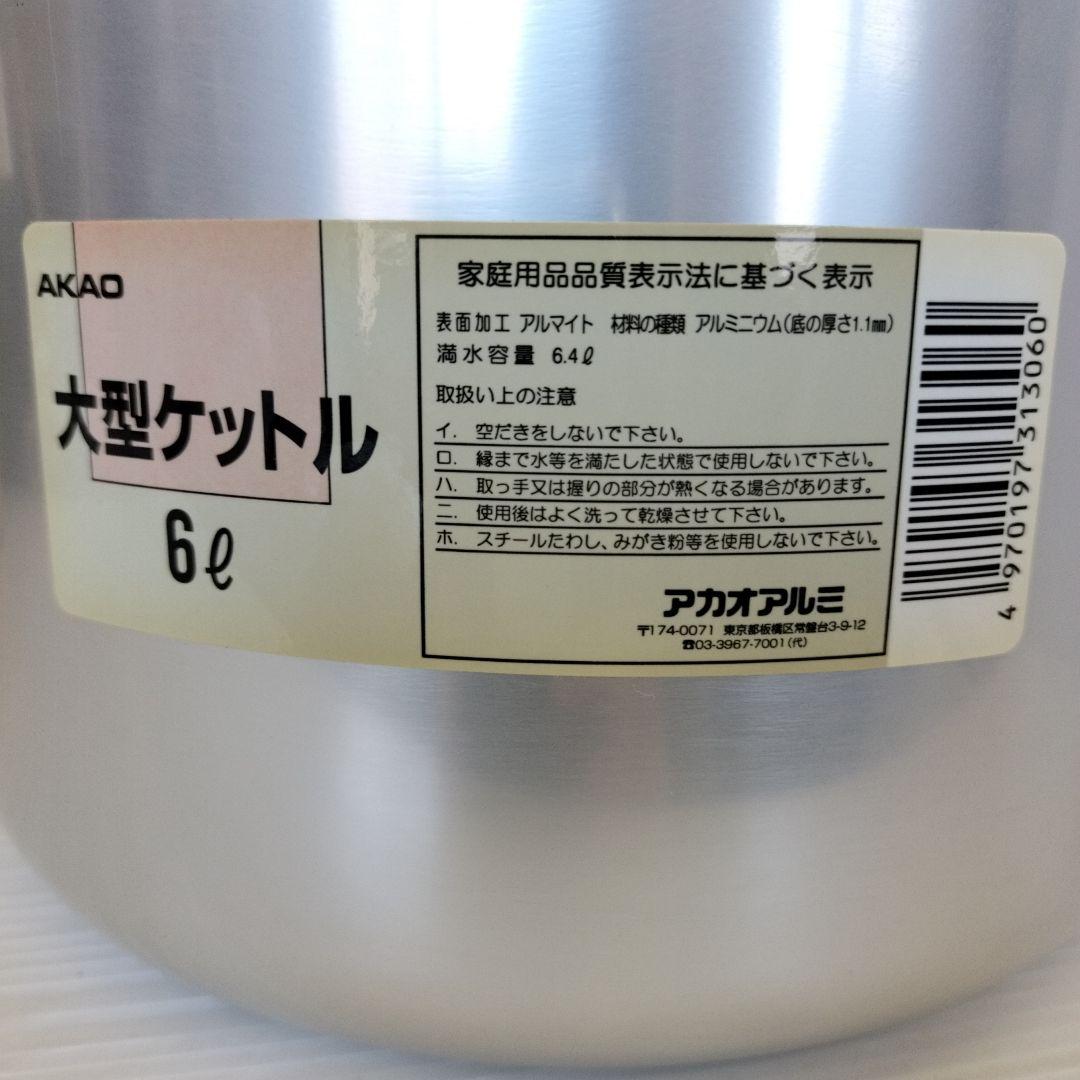 AKAO
大型ケットル
6ℓ
家庭用品品質表示法に基づく表示
表面加工 アルマイト 材料の種類 アルミニウム(底の厚さ1.1㎜)
満水容量 6.4ℓ
取扱い上の注意
イ. 空だきをしないで下さい。
ロ. 縁まで水等を満たした状態で使用しないで下さい。
ハ. 取っ手又は握りの部分が熱くなる場合があります。
ニ. 使用後はよく洗って乾燥させて下さい。
ホ. スチールたわし、みがき粉等を使用しないで下さい。
アカオアルミ
〒174-0071 東京都板橋区常盤台3-9-12
☎03-3967-7001(代)
4 970197 313060